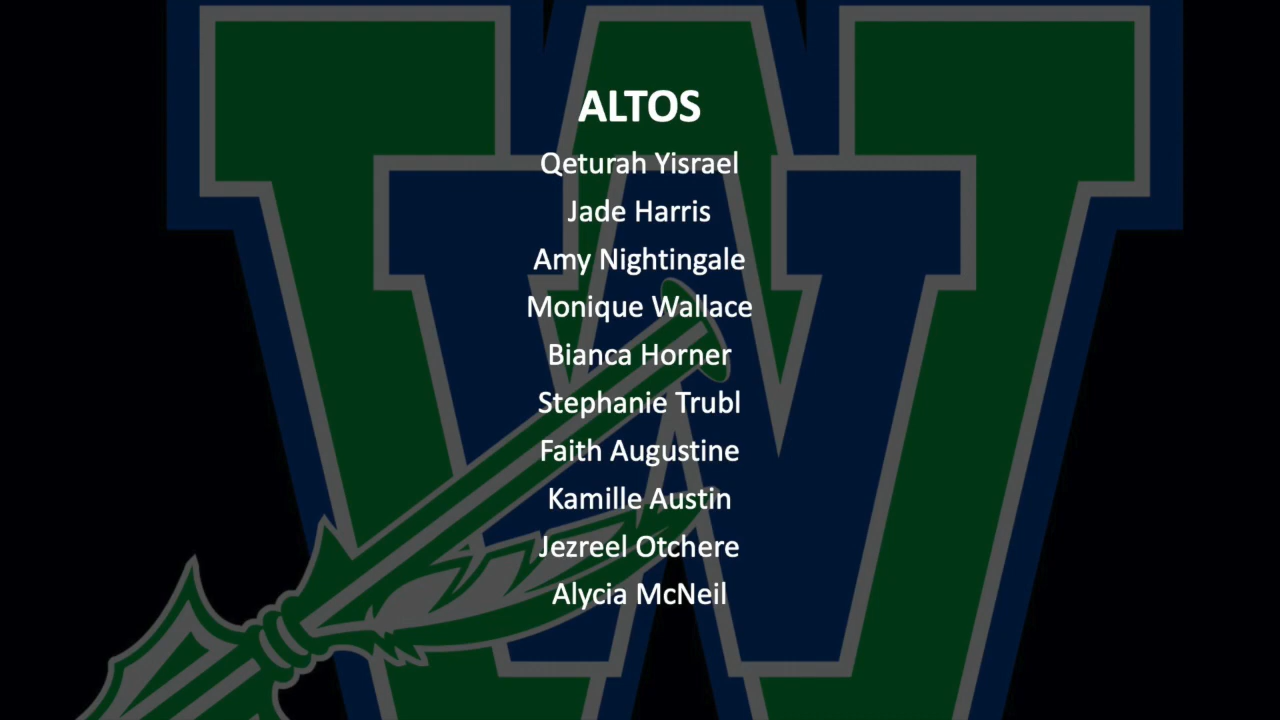 ALTOS
Qeturah Yisrael
Jade Harris
Amy Nightingale
Monique Wallace
Bianca Horner
Stephanie Trubl
Faith Augustine
Kamille Austin
Jezreel Otchere
Alycia McNeil